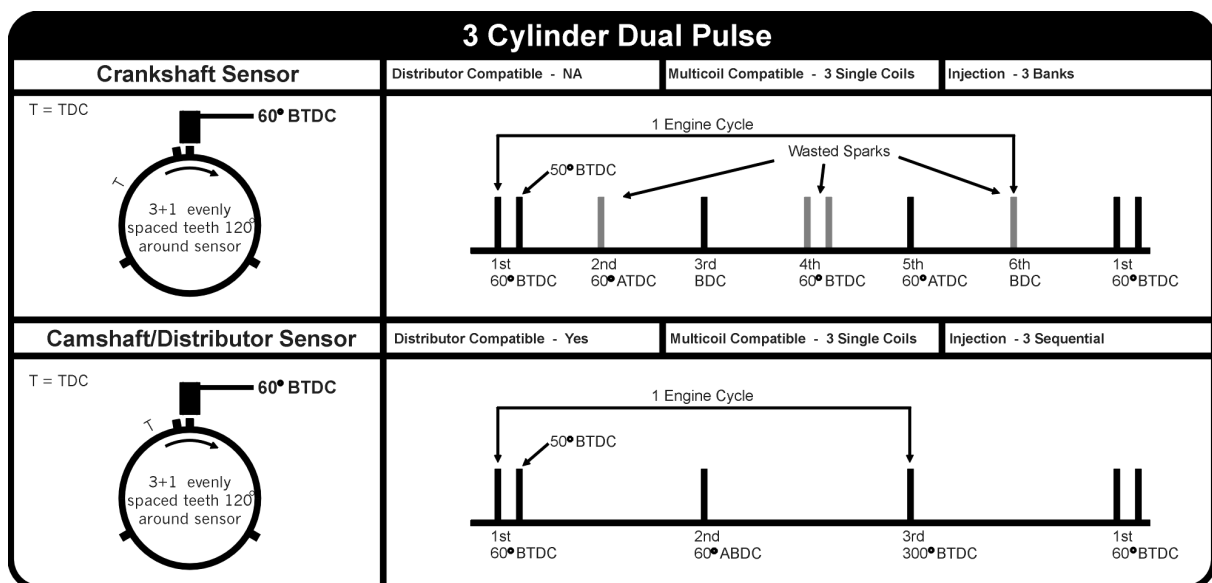 3 Cylinder Dual Pulse
Crankshaft Sensor
Distributor Compatible - NA
Multicoil Compatible - 3 Single Coils
Injection - 3 Banks
T = TDC
60° BTDC
T
3+1 evenly
spaced teeth 120°
around sensor
1 Engine Cycle
Wasted Sparks
50° BTDC
1st
60° BTDC
2nd
60° ATDC
3rd
BDC
4th
60° BTDC
5th
60° ATDC
6th
BDC
1st
60° BTDC
Camshaft/Distributor Sensor
Distributor Compatible - Yes
Multicoil Compatible - 3 Single Coils
Injection - 3 Sequential
T = TDC
60° BTDC
T
3+1 evenly
spaced teeth 120°
around sensor
1 Engine Cycle
50° BTDC
1st
60° BTDC
2nd
60° ABDC
3rd
300° BTDC
1st
60° BTDC